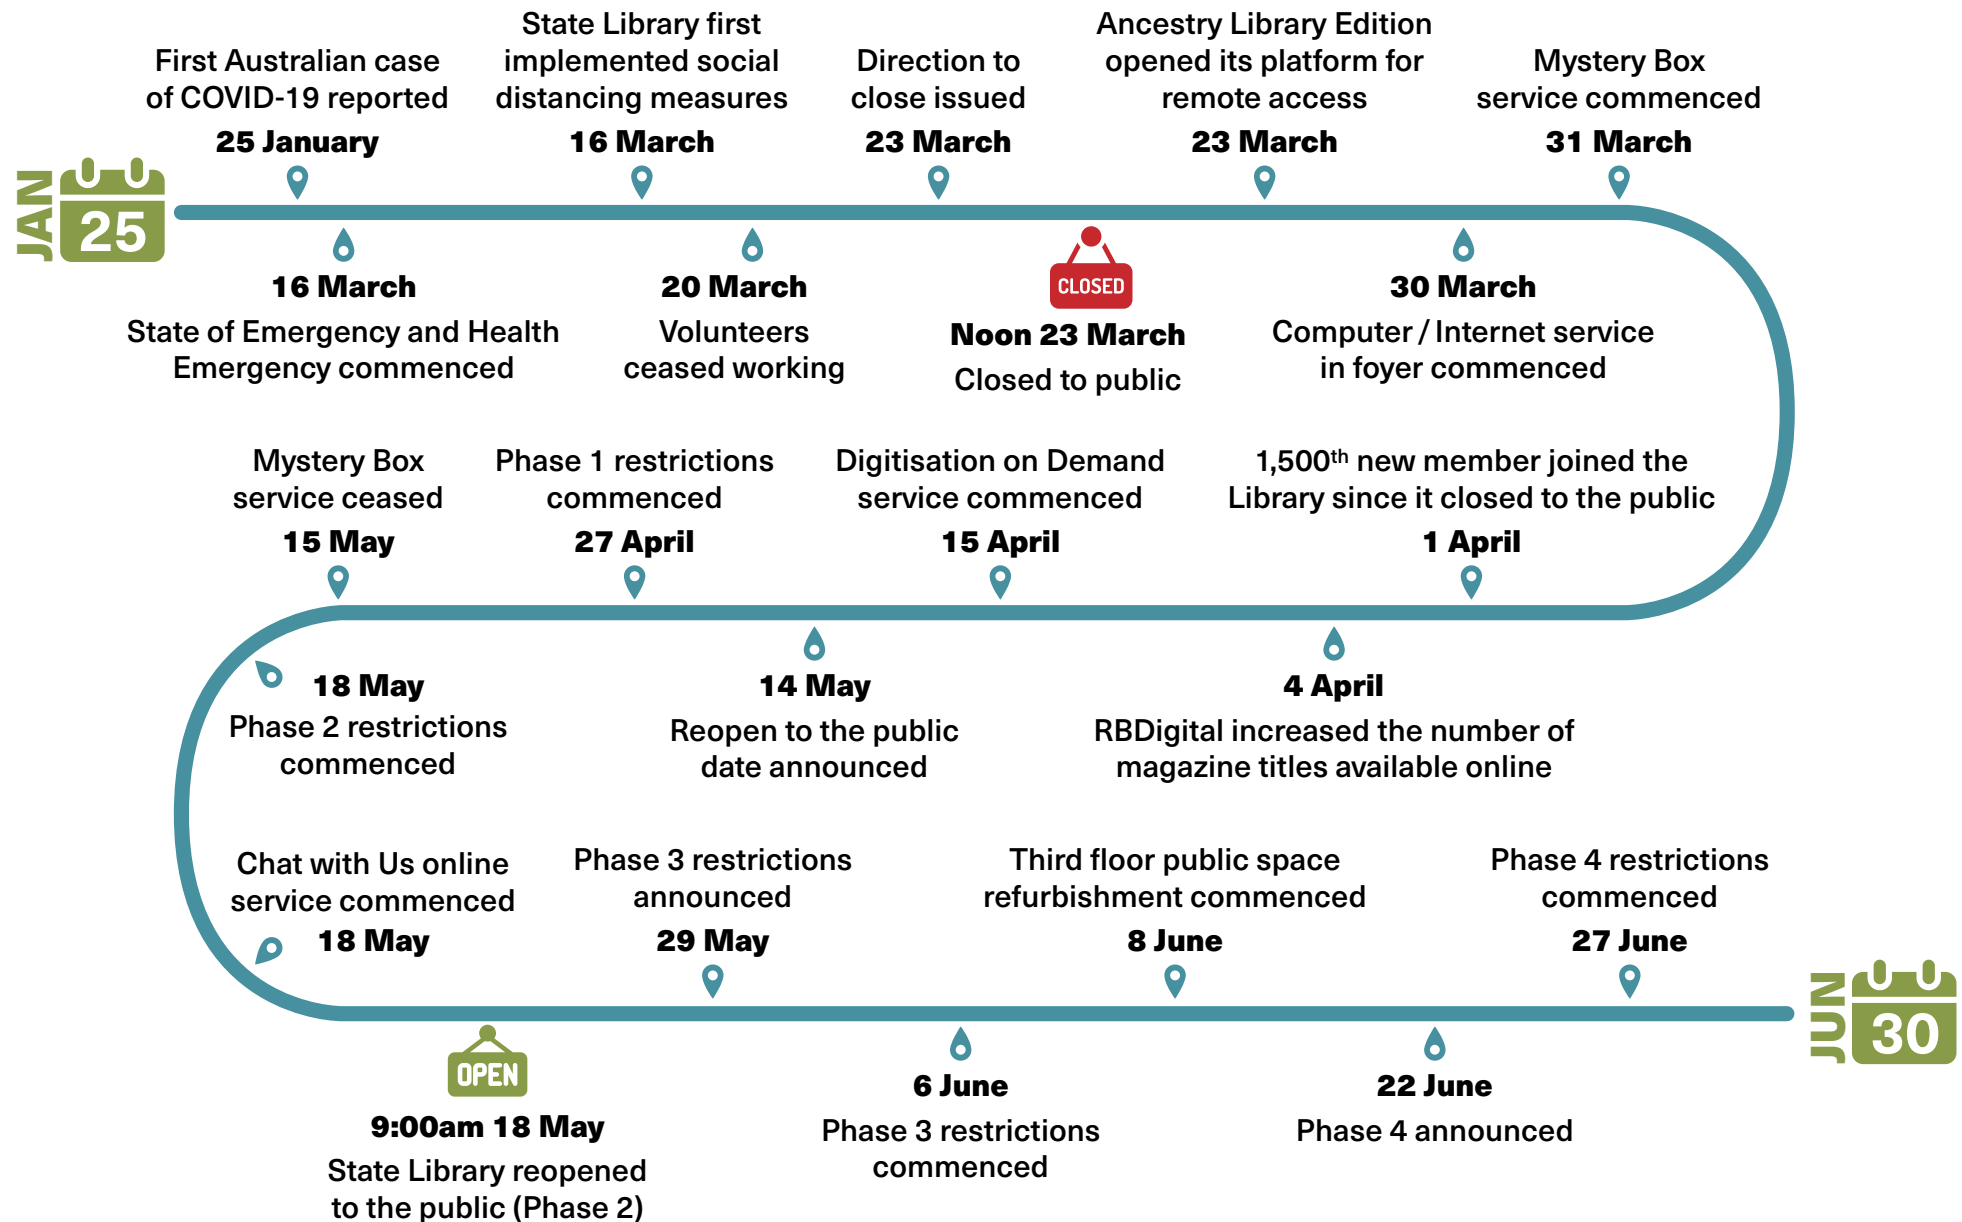 JAN
25
First Australian case
of COVID-19 reported
25 January
16 March
State of Emergency and Health
Emergency commenced
State Library first
implemented social
distancing measures
16 March
20 March
Volunteers
ceased working
Direction to
close issued
23 March
CLOSED
Noon 23 March
Closed to public
Ancestry Library Edition
opened its platform for
remote access
23 March
30 March
Computer / Internet service
in foyer commenced
Mystery Box
service commenced
31 March
1,500th new member joined the
Library since it closed to the public
1 April
4 April
RBDigital increased the number of
magazine titles available online
Digitisation on Demand
service commenced
15 April
Phase 1 restrictions
commenced
27 April
14 May
Reopen to the public
date announced
Mystery Box
service ceased
15 May
18 May
Phase 2 restrictions
commenced
Chat with Us online
service commenced
18 May
OPEN
9:00am 18 May
State Library reopened
to the public (Phase 2)
Phase 3 restrictions
announced
29 May
6 June
Phase 3 restrictions
commenced
Third floor public space
refurbishment commenced
8 June
22 June
Phase 4 announced
Phase 4 restrictions
commenced
27 June
JUN
30